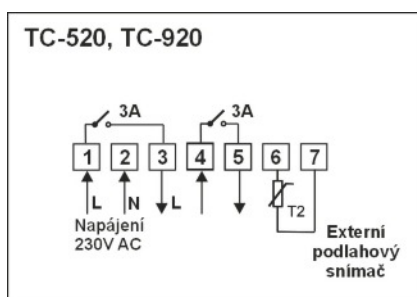 TC-520, TC-920
3A 3A
1 2 3 4 5 6 7
L N L T2
Napájení
230V AC
Externí
podlahový
snímač